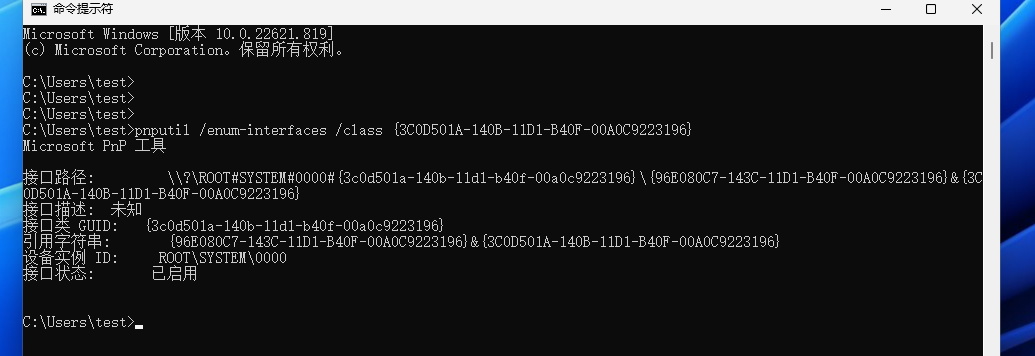 命令提示符
Microsoft Windows [版本 10.0.22621.819]
(c) Microsoft Corporation。保留所有权利。
C:\Users\test>
C:\Users\test>
C:\Users\test>
C:\Users\test>pnputil /enum-interfaces /class {3C0D501A-140B-11D1-B40F-00A0C9223196}
Microsoft PnP 工具
接口路径: \\?\ROOT#SYSTEM#0000#{3c0d501a-140b-11d1-b40f-00a0c9223196}\{96E080C7-143C-11D1-B40F-00A0C9223196}&{3C
0D501A-140B-11D1-B40F-00A0C9223196}
接口描述: 未知
接口类 GUID: {3c0d501a-140b-11d1-b40f-00a0c9223196}
引用字符串: {96E080C7-143C-11D1-B40F-00A0C9223196}&{3C0D501A-140B-11D1-B40F-00A0C9223196}
设备实例 ID: ROOT\SYSTEM\0000
接口状态: 已启用
C:\Users\test>